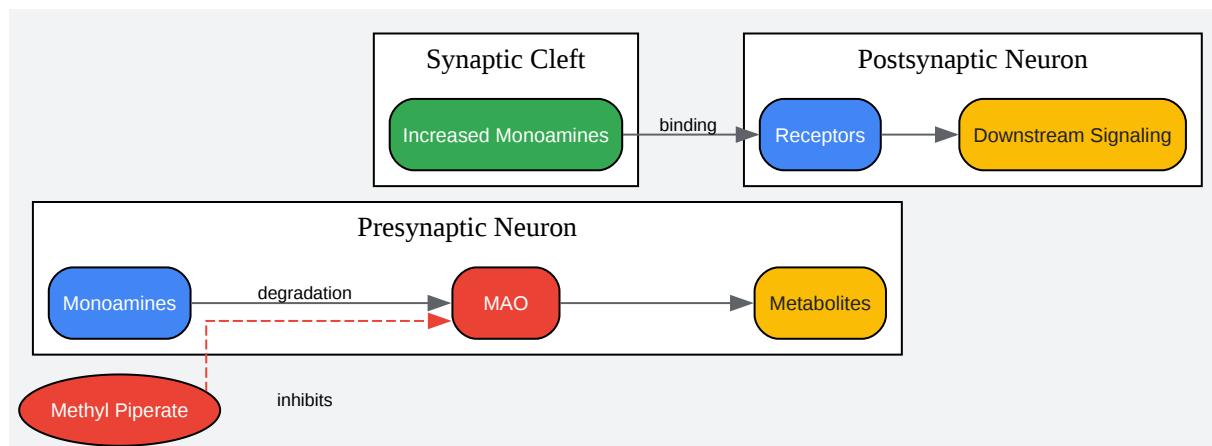 Synaptic Cleft
Increased Monoamines
binding
Postsynaptic Neuron
Receptors
Downstream Signaling
Presynaptic Neuron
Monoamines
degradation
MAO
Metabolites
Methyl Piperate
inhibits